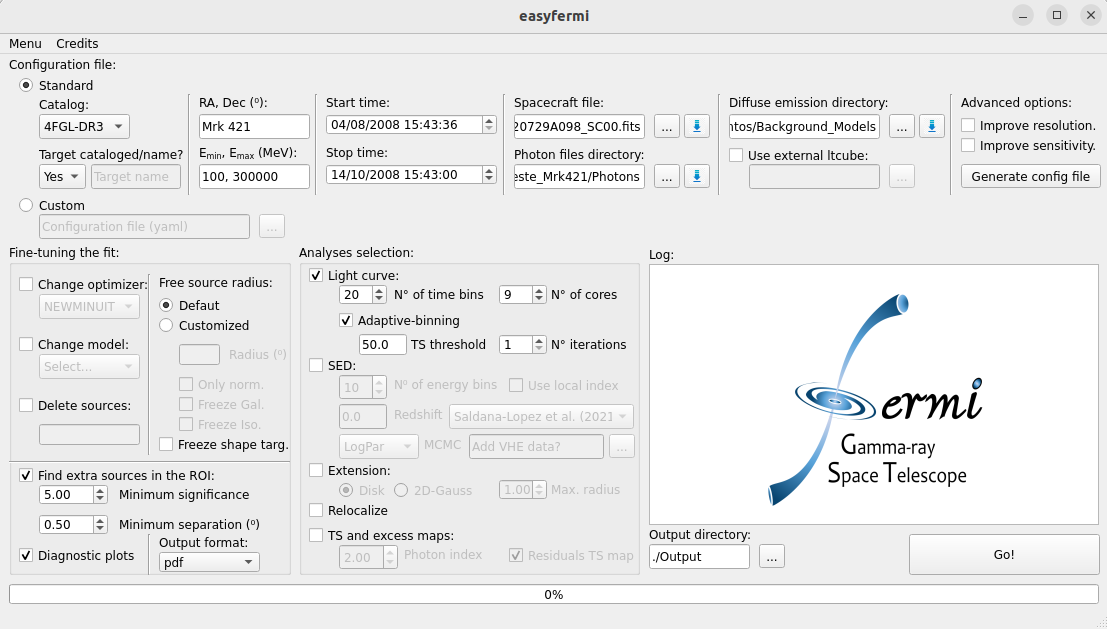 easyfermi
Menu Credits
Configuration file:
Standard
Catalog:
4FGL-DR3
Target cataloged/name?
Yes Target name
RA, Dec (º):
Mrk 421
Emin, Emax (MeV):
100, 300000
Start time:
04/08/2008 15:43:36
Stop time:
14/10/2008 15:43:00
Spacecraft file:
20729A098_SC00.fits ...
Photon files directory:
este_Mrk421/Photons ...
Diffuse emission directory:
ntos/Background_Models ...
Use external ltcube:
...
Advanced options:
Improve resolution.
Improve sensitivity.
Generate config file
Custom
Configuration file (yaml) ...
Fine-tuning the fit:
Change optimizer:
NEWMINUIT
Change model:
Select...
Delete sources:
Free source radius:
Defaut
Customized
Radius (º)
Only norm.
Freeze Gal.
Freeze Iso.
Freeze shape targ.
Find extra sources in the ROI:
5.00 Minimum significance
0.50 Minimum separation (º)
Diagnostic plots
Output format:
pdf
Analyses selection:
Light curve:
20 N° of time bins 9 N° of cores
Adaptive-binning
50.0 TS threshold 1 N° iterations
SED:
10 Nº of energy bins Use local index
0.0 Redshift Saldana-Lopez et al. (2021
LogPar MCMC Add VHE data? ...
Extension:
Disk 2D-Gauss 1.00 Max. radius
Relocalize
TS and excess maps:
2.00 Photon index Residuals TS map
Log:
Fermi
Gamma-ray
Space Telescope
Output directory:
./Output ...
Go!
0%